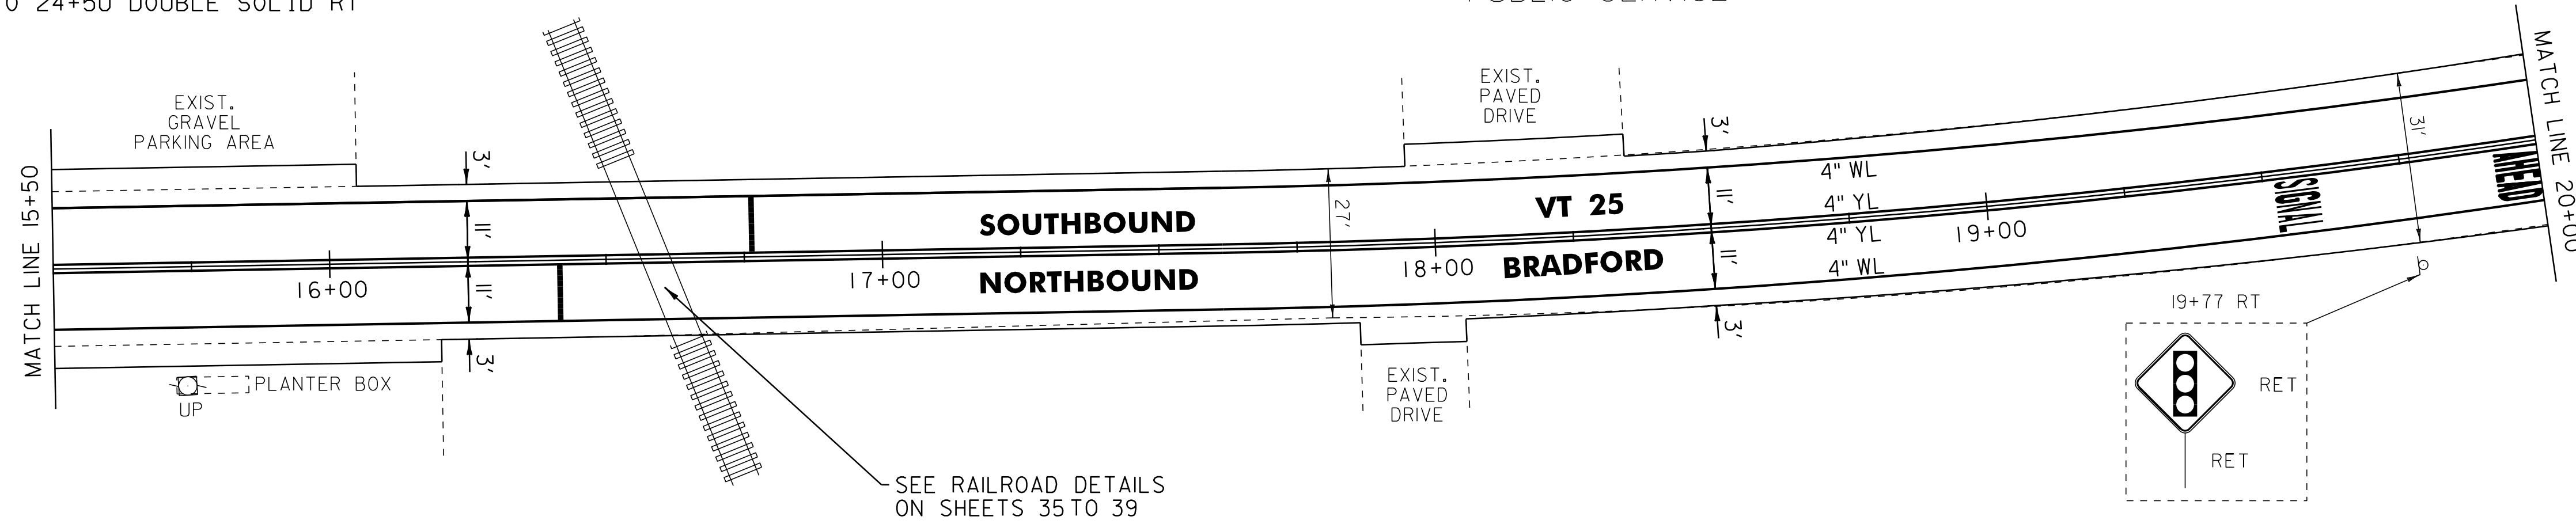 O 24+50 DOUBLE SOLID RT
MATCH LINE 15+50
EXIST.
GRAVEL
PARKING AREA
3'
11'
11'
3'
16+00
PLANTER BOX
UP
17+00
SOUTHBOUND
NORTHBOUND
SEE RAILROAD DETAILS
ON SHEETS 35 TO 39
27'
EXIST.
PAVED
DRIVE
EXIST.
PAVED
DRIVE
18+00
VT 25
BRADFORD
3'
11'
11'
3'
4" WL
4" YL
4" YL
4" WL
19+00
SIGNAL
AHEAD
31'
MATCH LINE 20+00
19+77 RT
RET
RET